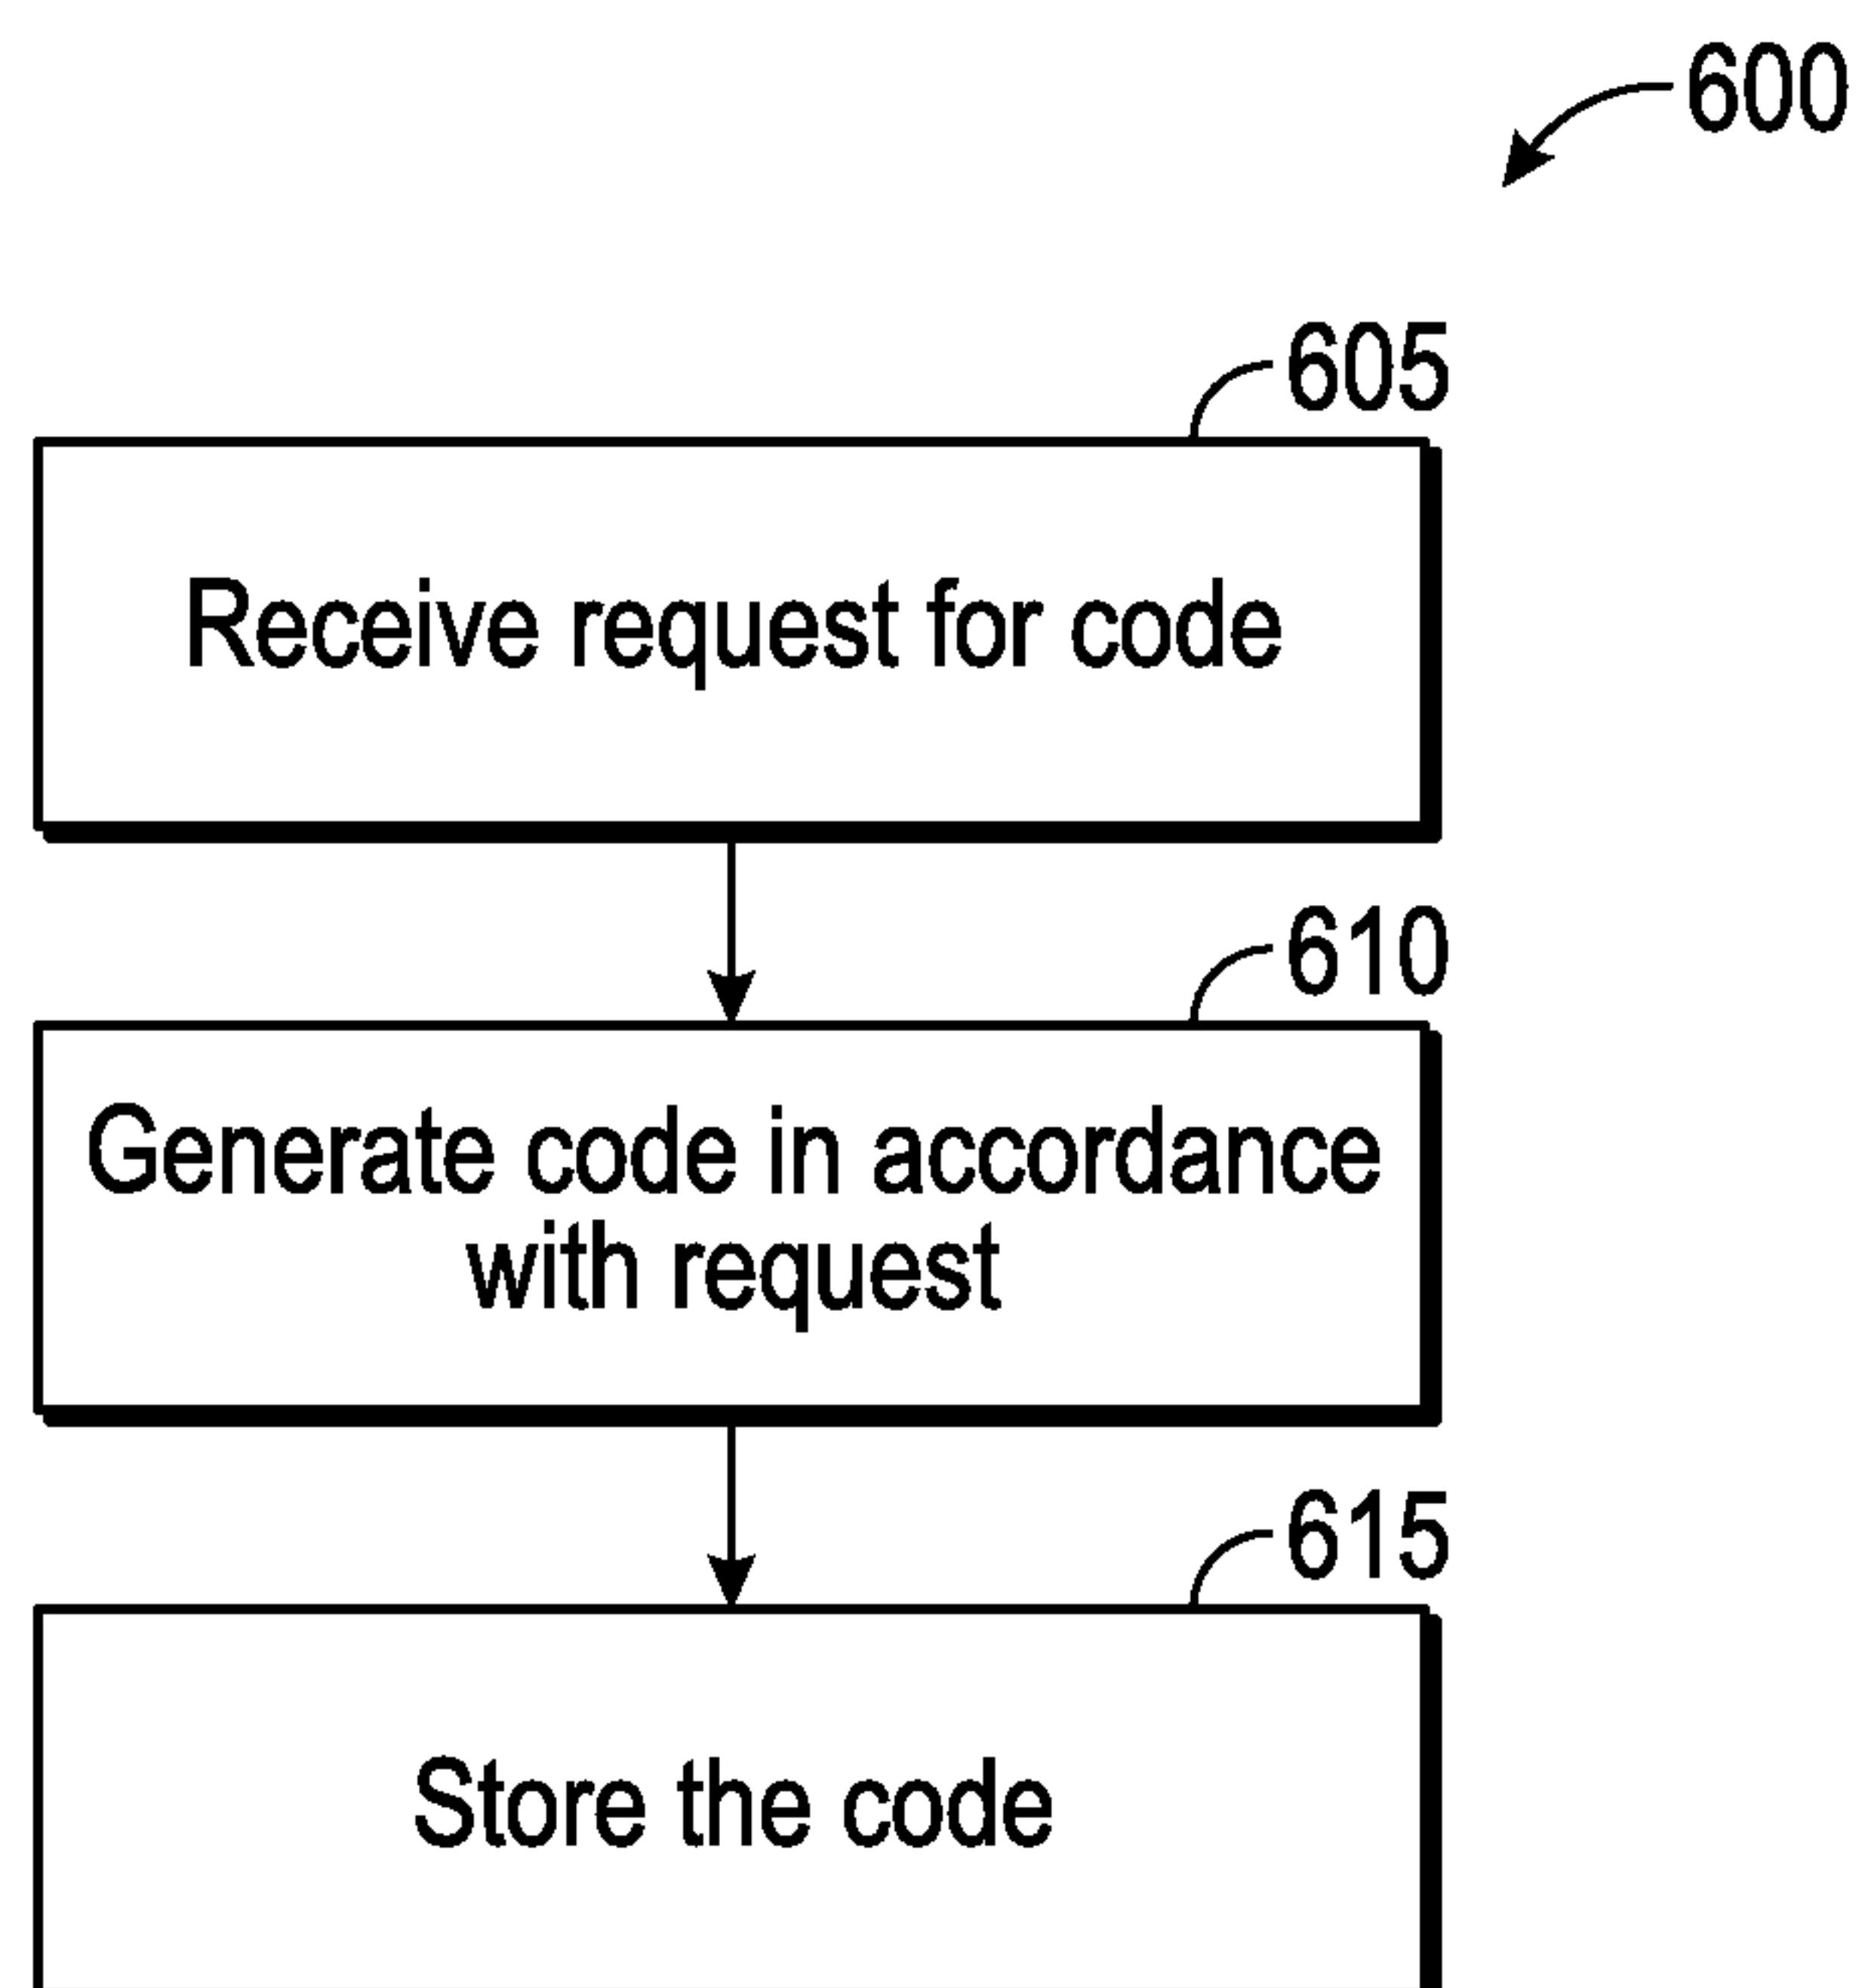 600
605
Receive request for code
610
Generate code in accordance
with request
615
Store the code